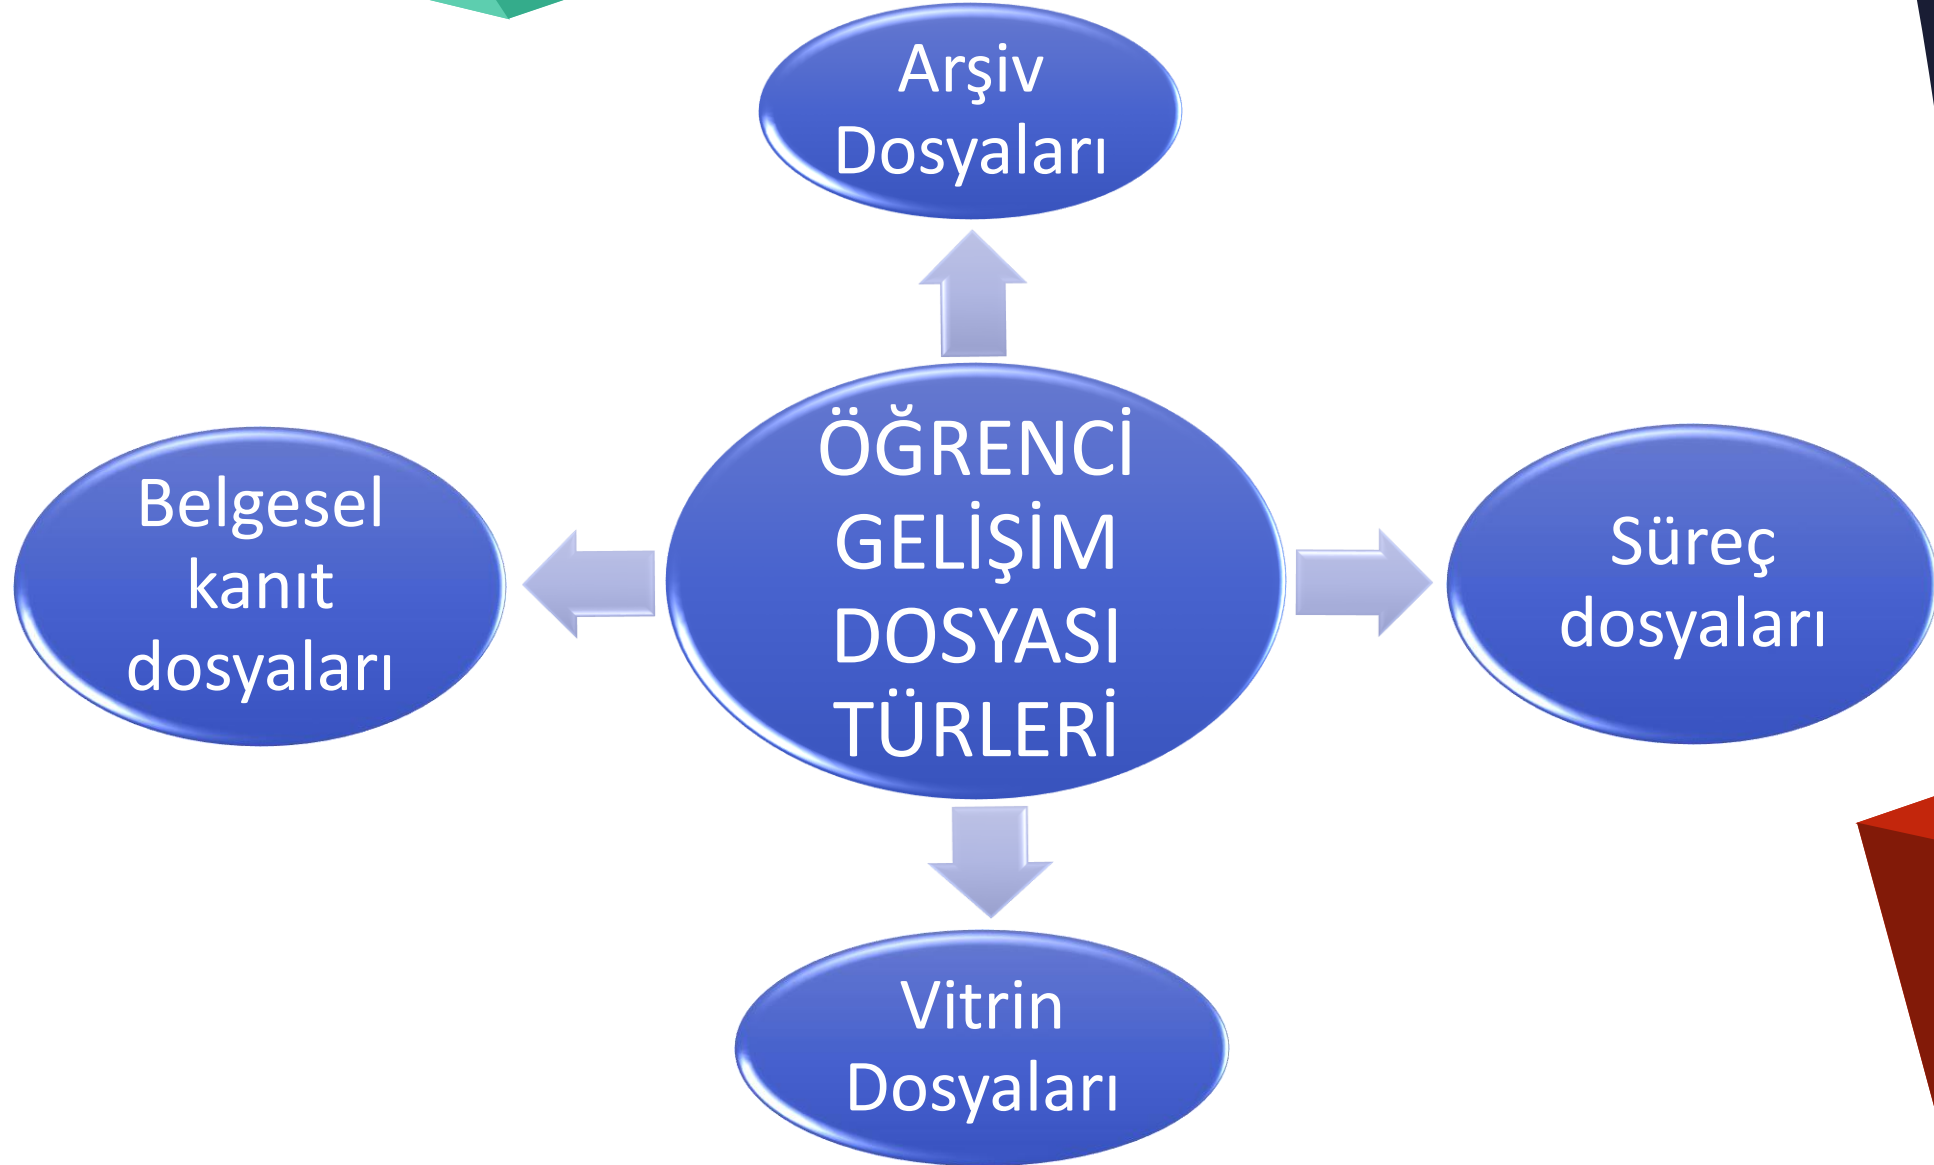 Arşiv
Dosyaları
Belgesel
kanıt
dosyaları
ÖĞRENCİ
GELİŞİM
DOSYASI
TÜRLERİ
Süreç
dosyaları
Vitrin
Dosyaları